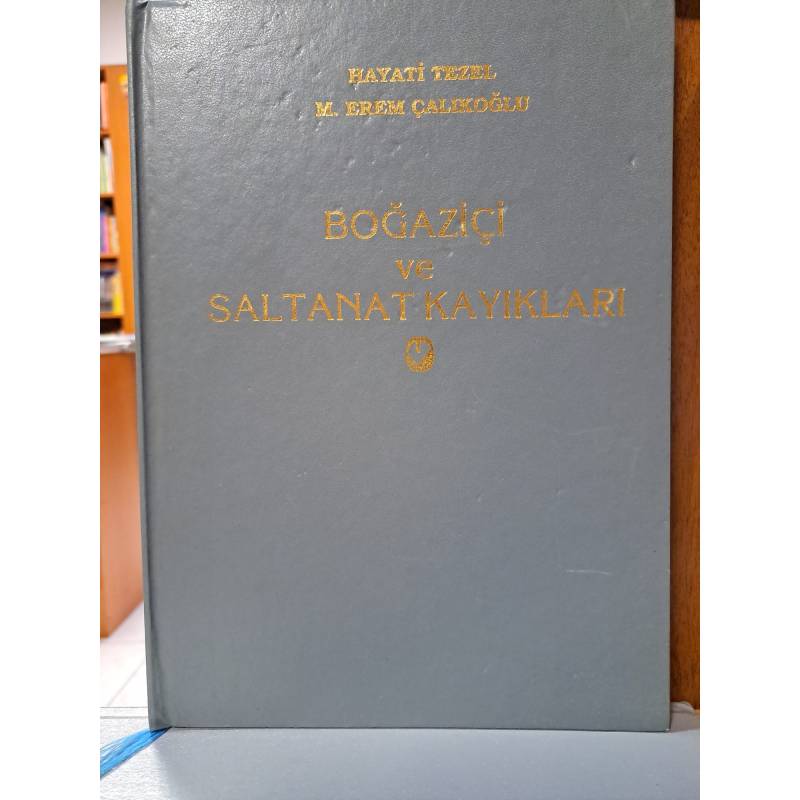 HAYATİ TEZEL
M. EREM ÇALIKOĞLU
BOĞAZİÇİ
ve
SALTANAT KAYIKLARI